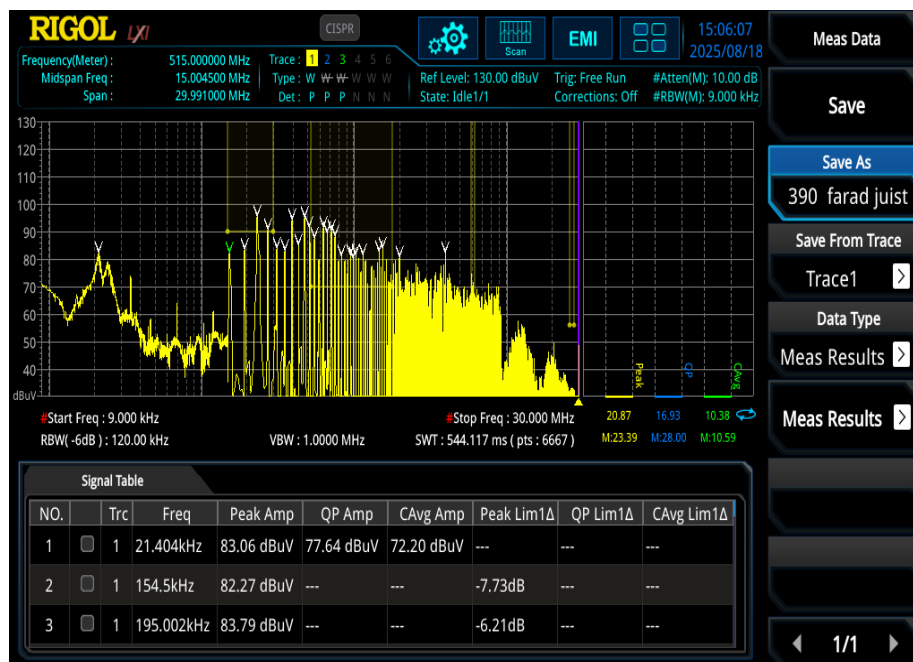 RIGOL LXI CISPR
Scan
EMI
15:06:07
2025/08/18
Frequency(Meter) : 515.000000 MHz
Midspan Freq : 15.004500 MHz
Span : 29.991000 MHz
Trace : 1 2 3 4 5 6
Type : W W W W W W
Det : P P P N N N
Ref Level: 130.00 dBuV Trig: Free Run #Atten(M): 10.00 dB
State: Idle1/1 Corrections: Off #RBW(M): 9.000 kHz
130
120
110
100
90
80
70
60
50
40
dBuV
Peak QP CAvg
20.87 16.93 10.38
M:23.39 M:28.00 M:10.59
#Start Freq : 9.000 kHz #Stop Freq : 30.000 MHz
RBW( -6dB ) : 120.00 kHz VBW : 1.0000 MHz SWT : 544.117 ms ( pts : 6667 )
Signal Table
NO. Trc Freq Peak Amp QP Amp CAvg Amp Peak Lim1Δ QP Lim1Δ CAvg Lim1Δ
1 1 21.404kHz 83.06 dBuV 77.64 dBuV 72.20 dBuV --- --- ---
2 1 154.5kHz 82.27 dBuV --- --- -7.73dB --- ---
3 1 195.002kHz 83.79 dBuV --- --- -6.21dB --- ---
Meas Data
Save
Save As
390 farad juist
Save From Trace
Trace1 >
Data Type
Meas Results >
Meas Results >
1/1